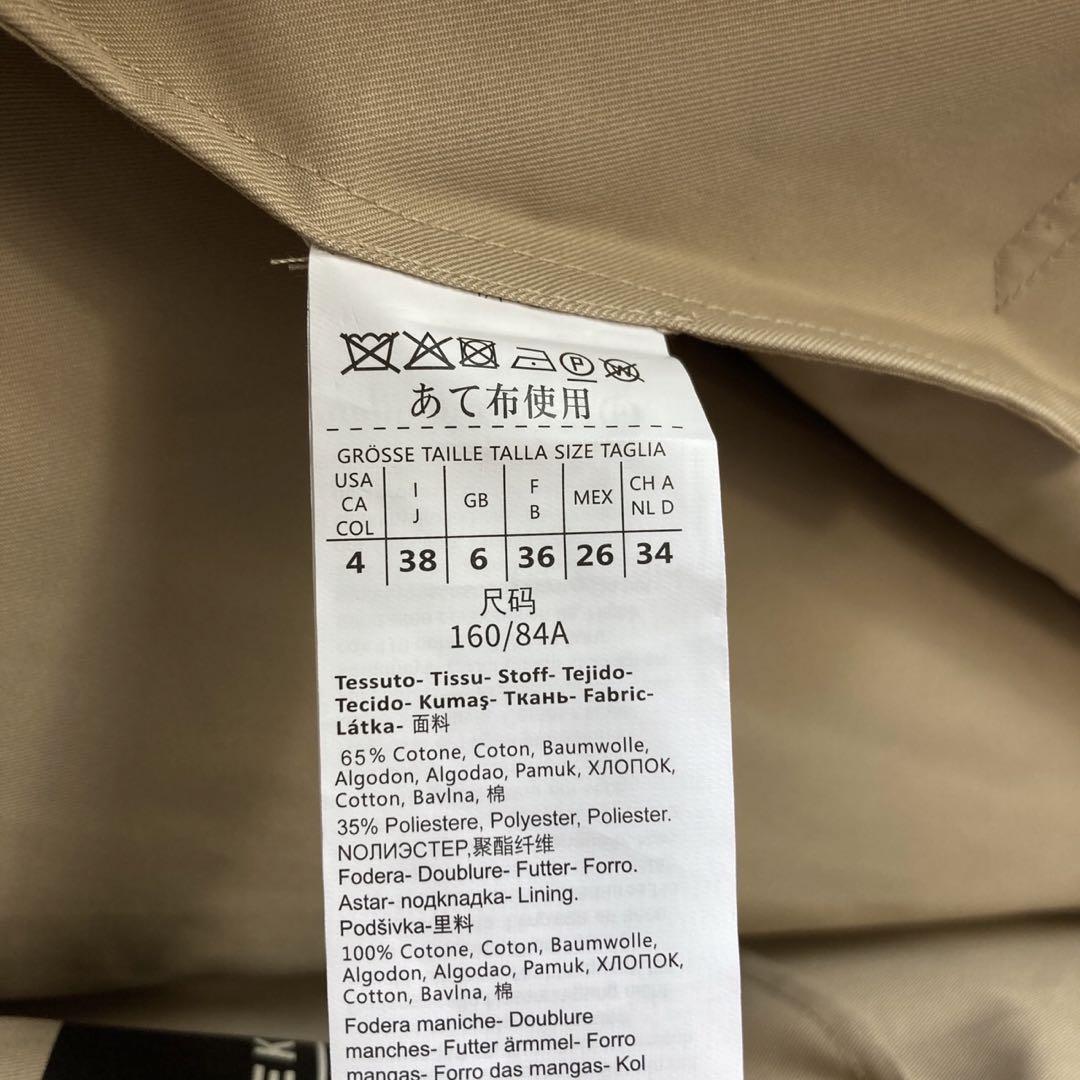 P W
あて布使用
GRÖSSE TAILLE TALLA SIZE TAGLIA
USA CA COL I J GB F B MEX CH A NL D
4 38 6 36 26 34
尺码
160/84A
Tessuto- Tissu- Stoff- Tejido-
Tecido- Kumaş- Ткань- Fabric-
Látka- 面料
65% Cotone, Coton, Baumwolle,
Algodon, Algodao, Pamuk, ХЛОПОК,
Cotton, Bavlna, 棉
35% Poliestere, Polyester, Poliester.
NОЛИЭСТЕР,聚酯纤维
Fodera- Doublure- Futter- Forro.
Astar- nодкnадка- Lining.
Podšivka-里料
100% Cotone, Coton, Baumwolle,
Algodon, Algodao, Pamuk, ХЛОПОК,
Cotton, Bavlna, 棉
Fodera maniche- Doublure
manches- Futter ärmmel- Forro
mangas- Forro das mangas- Kol
EK